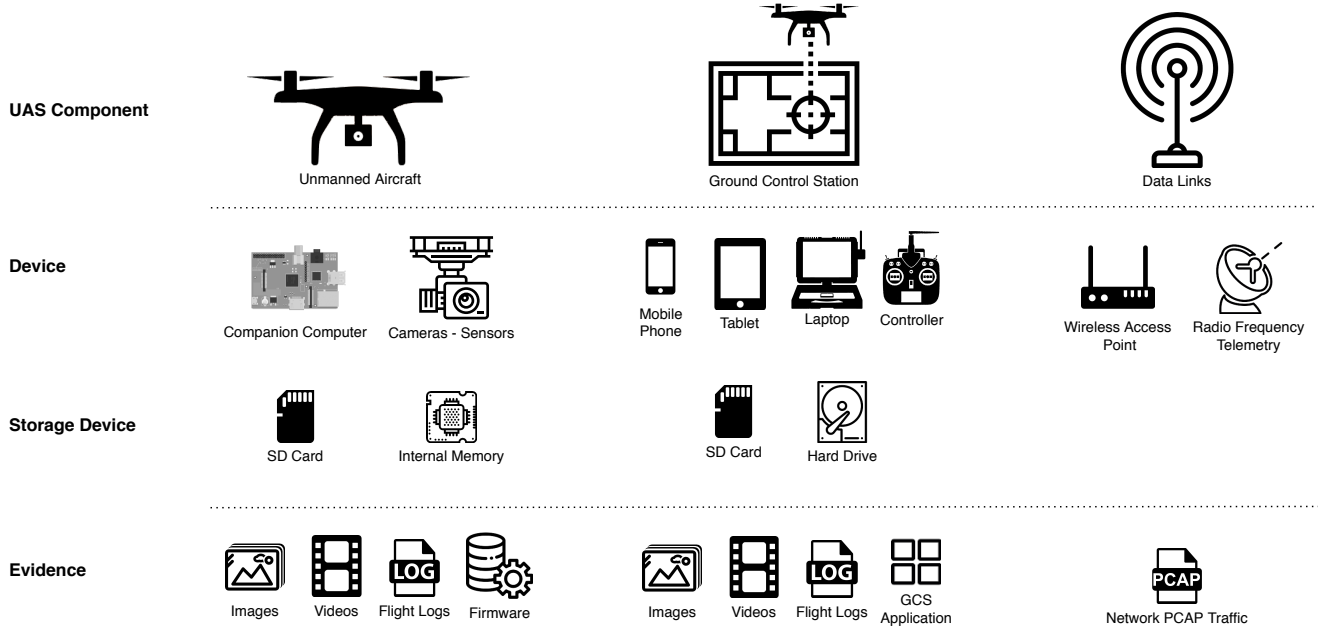 UAS Component
Unmanned Aircraft
Ground Control Station
Data Links
Device
Companion Computer
Cameras - Sensors
Mobile
Phone
Tablet
Laptop
Controller
Wireless Access
Point
Radio Frequency
Telemetry
Storage Device
SD Card
Internal Memory
SD Card
Hard Drive
Evidence
LOG
LOG
PCAP
Images
Videos
Flight Logs
Firmware
Images
Videos
Flight Logs
GCS
Application
Network PCAP Traffic